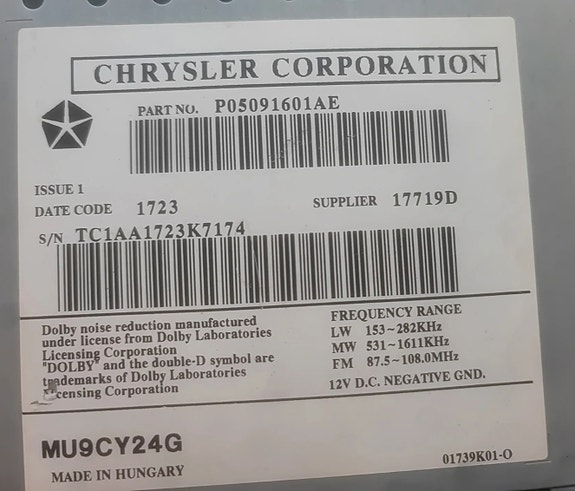 CHRYSLER CORPORATION
PART NO. P05091601AE
ISSUE 1
DATE CODE 1723 SUPPLIER 17719D
S/N TC1AA1723K7174
Dolby noise reduction manufactured
under license from Dolby Laboratories
Licensing Corporation
"DOLBY" and the double-D symbol are
trademarks of Dolby Laboratories
Licensing Corporation
FREQUENCY RANGE
LW 153~282KHz
MW 531~1611KHz
FM 87.5~108.0MHz
12V D.C. NEGATIVE GND.
MU9CY24G
MADE IN HUNGARY
01739K01-O